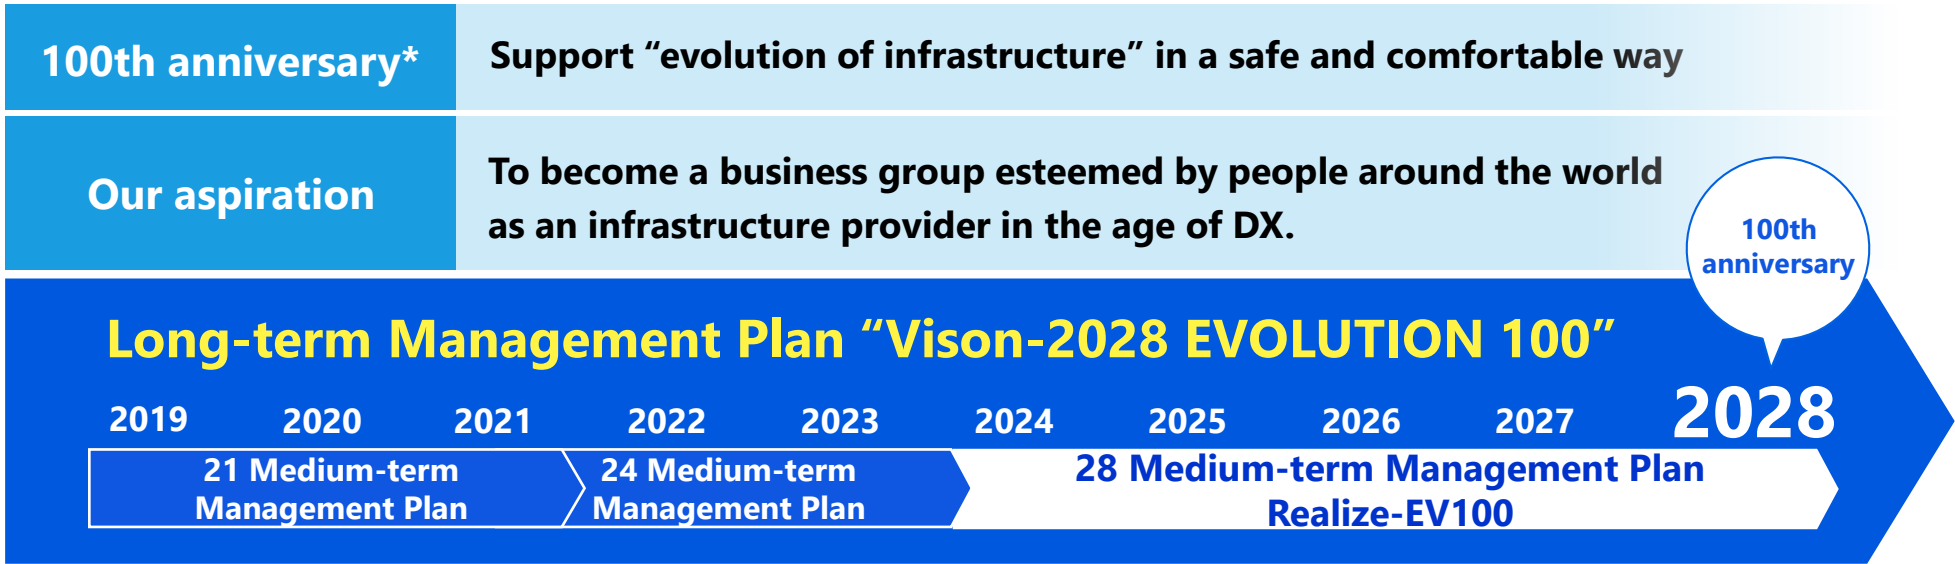 100th anniversary*
Support “evolution of infrastructure” in a safe and comfortable way
Our aspiration
To become a business group esteemed by people around the world
as an infrastructure provider in the age of DX.
100th
anniversary
Long-term Management Plan “Vison-2028 EVOLUTION 100”
2019 2020 2021 2022 2023 2024 2025 2026 2027 2028
21 Medium-term
Management Plan
24 Medium-term
Management Plan
28 Medium-term Management Plan
Realize-EV100